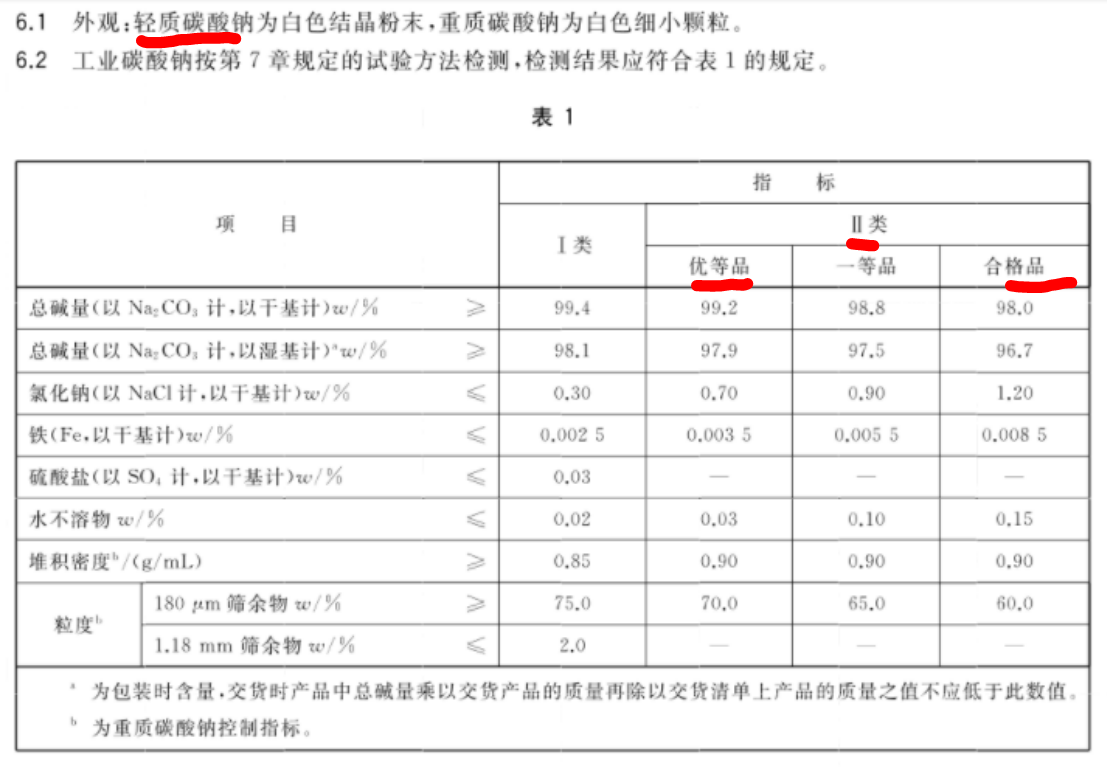 6.1 外观:轻质碳酸钠为白色结晶粉末,重质碳酸钠为白色细小颗粒。
6.2 工业碳酸钠按第7章规定的试验方法检测,检测结果应符合表1的规定。
表 1
项 目
指 标
Ⅰ类
Ⅱ类
优等品 一等品 合格品
总碱量(以 Na₂CO₃ 计,以干基计)w/% ≥ 99.4 99.2 98.8 98.0
总碱量(以 Na₂CO₃ 计,以湿基计)ᵃw/% ≥ 98.1 97.9 97.5 96.7
氯化钠(以 NaCl 计,以干基计)w/% ≤ 0.30 0.70 0.90 1.20
铁(Fe,以干基计)w/% ≤ 0.002 5 0.003 5 0.005 5 0.008 5
硫酸盐(以 SO₄ 计,以干基计)w/% ≤ 0.03 — — —
水不溶物 w/% ≤ 0.02 0.03 0.10 0.15
堆积密度ᵇ/(g/mL) ≥ 0.85 0.90 0.90 0.90
粒度ᵇ
180 μm 筛余物 w/% ≥ 75.0 70.0 65.0 60.0
1.18 mm 筛余物 w/% ≤ 2.0 — — —
ᵃ 为包装时含量,交货时产品中总碱量乘以交货产品的质量再除以交货清单上产品的质量之值不应低于此数值。
ᵇ 为重质碳酸钠控制指标。